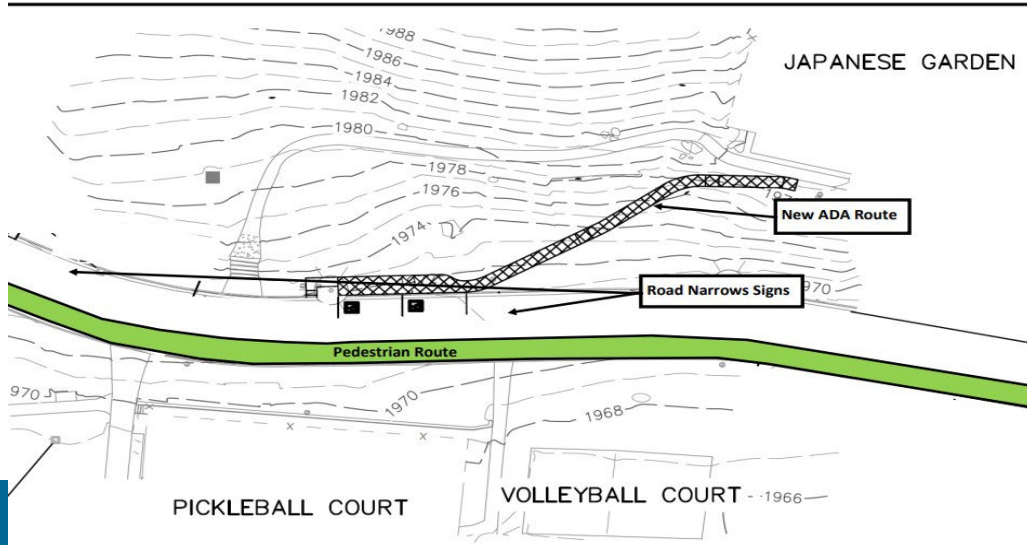 1988
1986
JAPANESE GARDEN
1984
1982
1980
1978
1976
New ADA Route
1974
Road Narrows Signs
970
Pedestrian Route
970
1970
1968
PICKLEBALL COURT
VOLLEYBALL COURT
1966